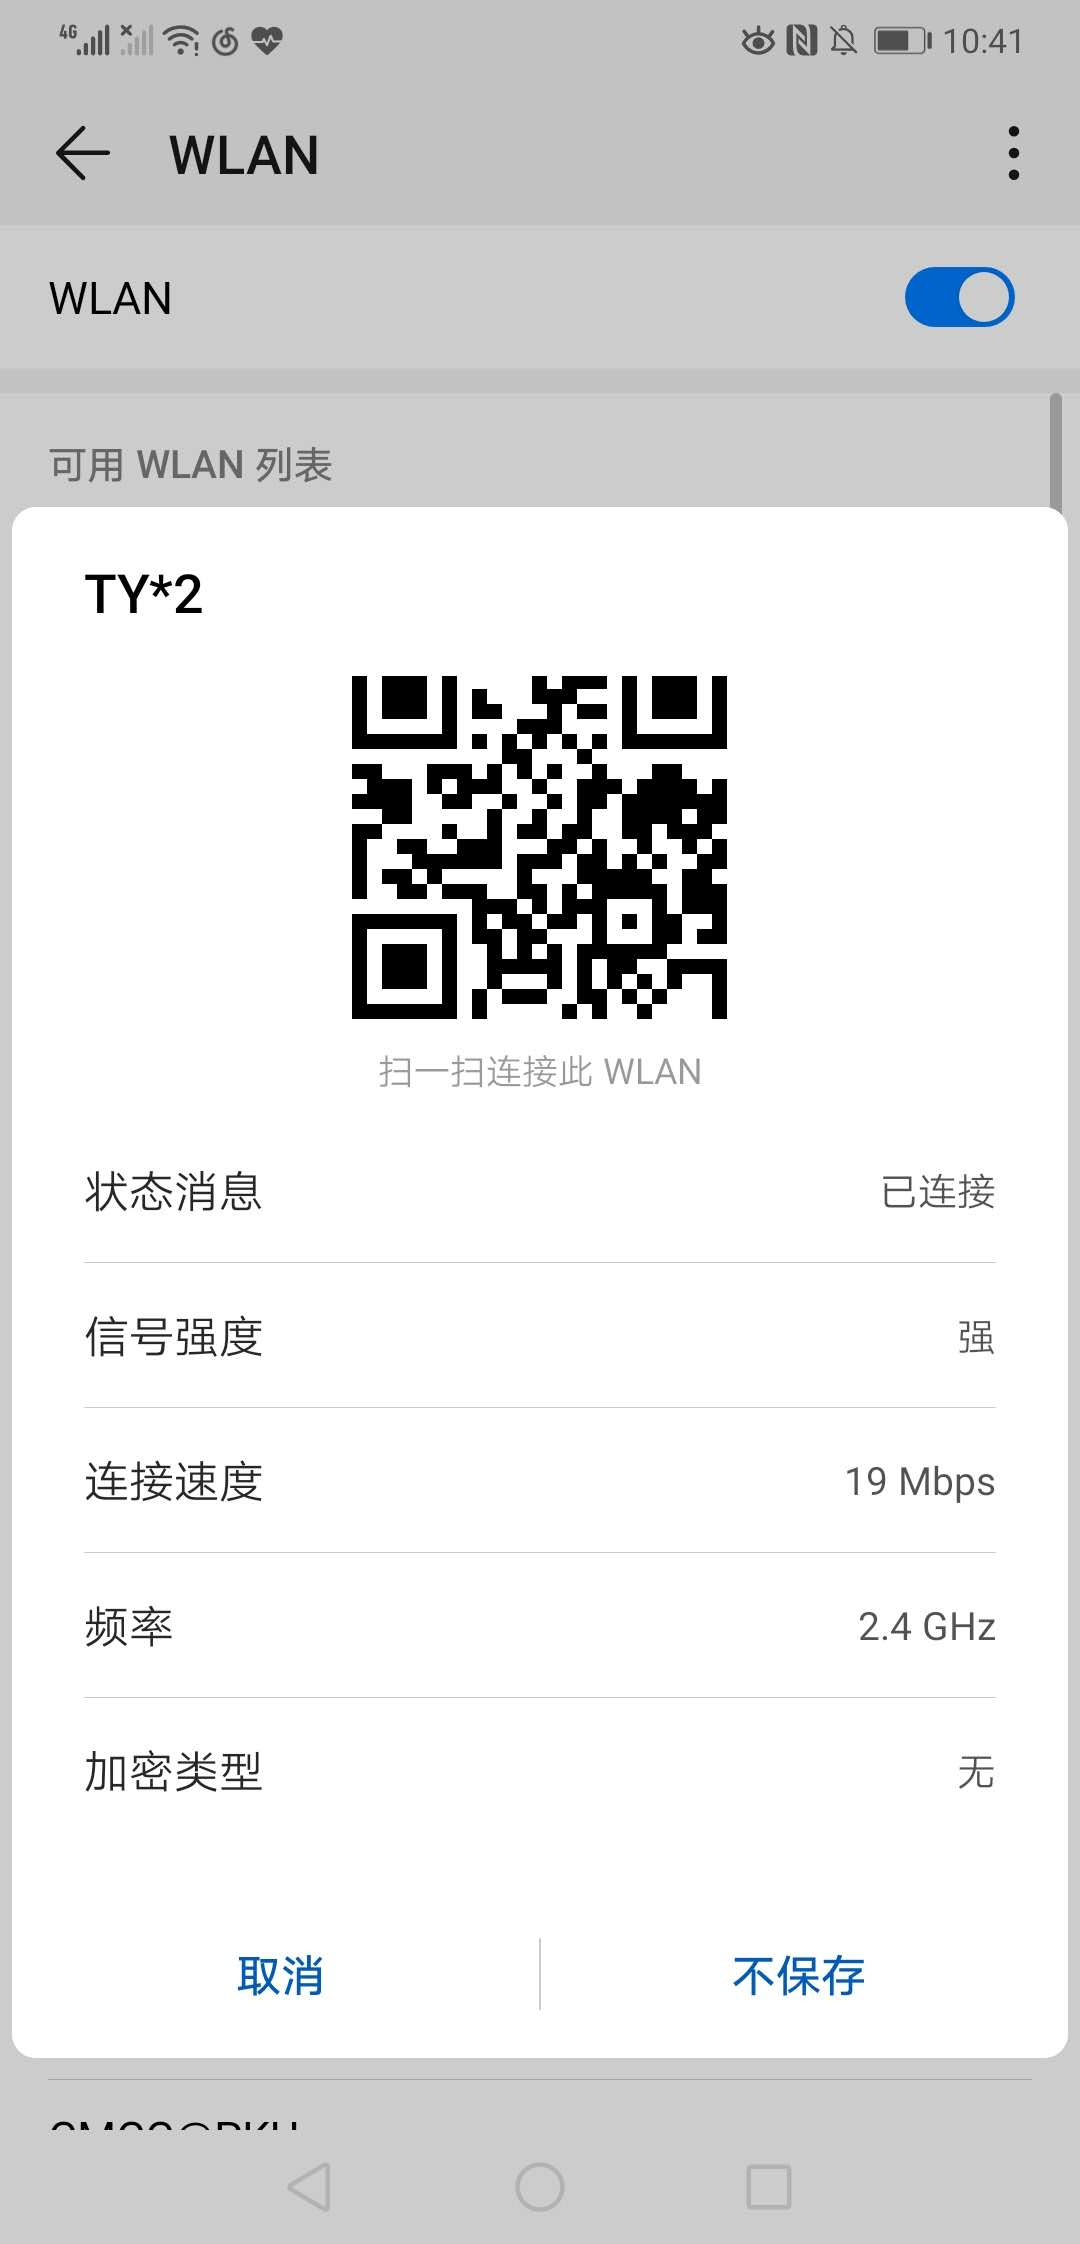 4G 10:41
WLAN
WLAN
可用 WLAN 列表
TY*2
扫一扫连接此 WLAN
状态消息 已连接
信号强度 强
连接速度 19 Mbps
频率 2.4 GHz
加密类型 无
取消 不保存